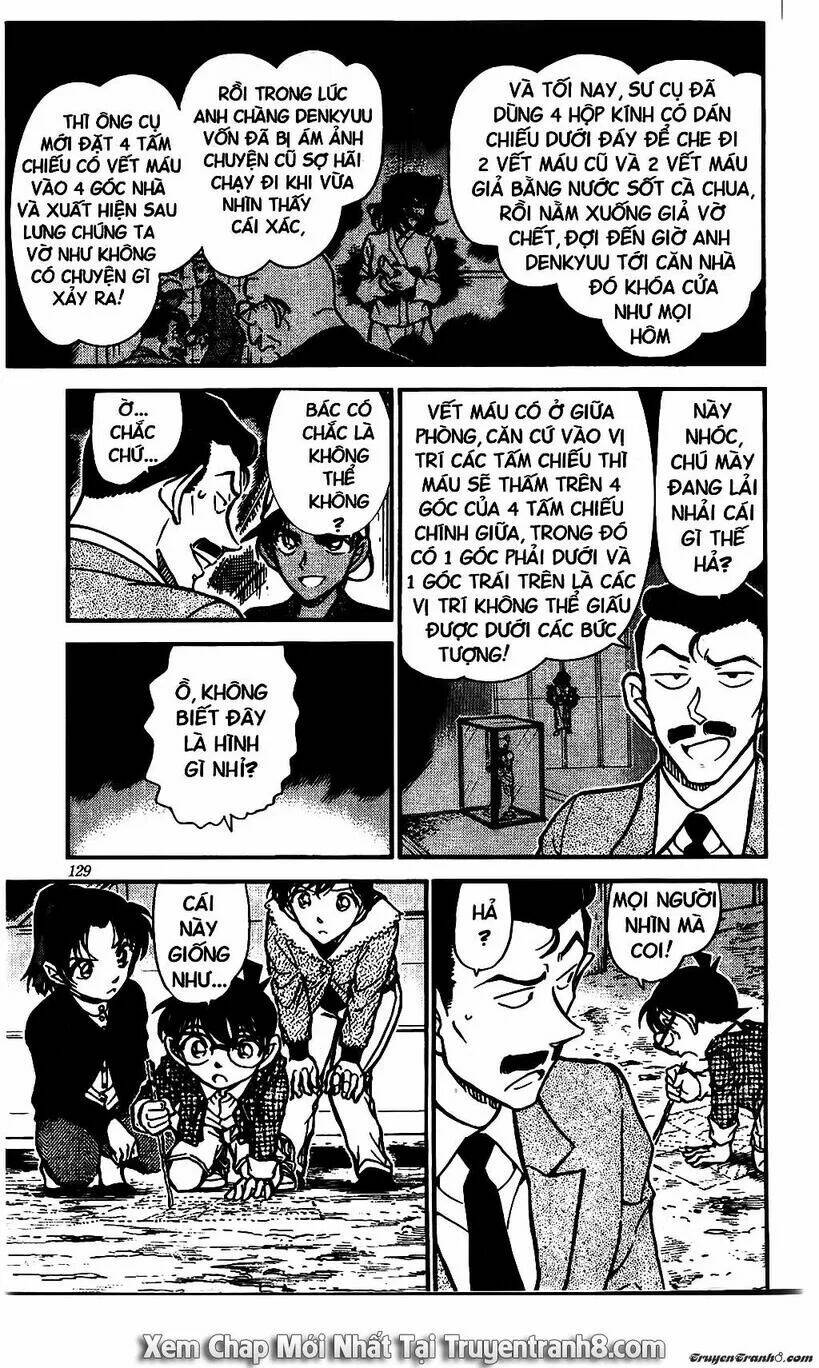 VÀ TỐI NAY, SƯ CỤ ĐÃ
DÙNG 4 HỘP KÍNH CÓ DÁN
CHIẾU DƯỚI ĐÁY ĐỂ CHE ĐI
2 VẾT MÁU CŨ VÀ 2 VẾT MÁU
GIẢ BẰNG NƯỚC SỐT CÀ CHUA,
RỒI NẰM XUỐNG GIẢ VỜ
CHẾT, ĐỢI ĐẾN GIỜ ANH
DENKYUU TỚI CĂN NHÀ
ĐÓ KHÓA CỬA
NHƯ MỌI
HÔM
RỒI TRONG LÚC
ANH CHÀNG DENKYUU
VỐN ĐÃ BỊ ÁM ẢNH
CHUYỆN CŨ SỢ HÃI
CHẠY ĐI KHI VỪA
NHÌN THẤY
CÁI XÁC,
THÌ ÔNG CỤ
MỚI ĐẶT 4 TẤM
CHIẾU CÓ VẾT MÁU
VÀO 4 GÓC NHÀ
VÀ XUẤT HIỆN SAU
LƯNG CHÚNG TA
VỜ NHƯ KHÔNG
CÓ CHUYỆN GÌ
XẢY RA!
NÀY
NHÓC,
CHÚ MÀY
ĐANG LẢI
NHẢI CÁI
GÌ THẾ
HẢ?
VẾT MÁU CÓ Ở GIỮA
PHÒNG, CĂN CỨ VÀO VỊ
TRÍ CÁC TẤM CHIẾU THÌ
MÁU SẼ THẤM TRÊN 4
GÓC CỦA 4 TẤM CHIẾU
CHÍNH GIỮA, TRONG ĐÓ
CÓ 1 GÓC PHẢI DƯỚI VÀ
1 GÓC TRÁI TRÊN LÀ CÁC
VỊ TRÍ KHÔNG THỂ GIẤU
ĐƯỢC DƯỚI CÁC BỨC
TƯỢNG!
BÁC CÓ
CHẮC LÀ
KHÔNG
THỂ
KHÔNG
?
Ờ...
CHẮC
CHỨ...
Ồ, KHÔNG
BIẾT ĐÂY
LÀ HÌNH
GÌ NHỈ?
129
MỌI NGƯỜI
NHÌN MÀ
COI!
HẢ
?
CÁI
NÀY
GIỐNG
NHƯ...
Xem Chap Mới Nhất Tại Truyentranh8.com
TruyenTranh8.com